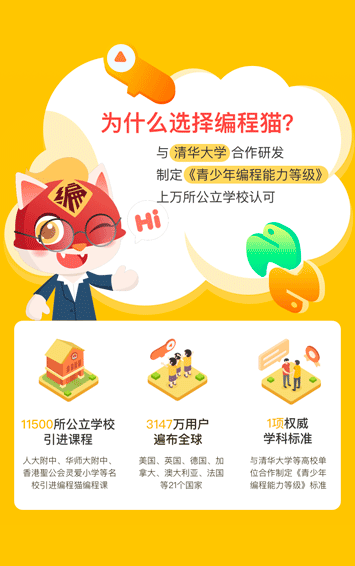 为什么选择编程猫?
与 清华大学 合作研发
制定《青少年编程能力等级》
上万所公立学校认可
编
Hi
11500所公立学校
引进课程
人大附中、华师大附中、
香港圣公会灵爱小学等名
校引进编程猫编程课
3147万用户
遍布全球
美国、英国、德国、加
拿大、澳大利亚、法国
等21个国家
1项权威
学科标准
与清华大学等高校单
位合作制定《青少年
编程能力等级》标准